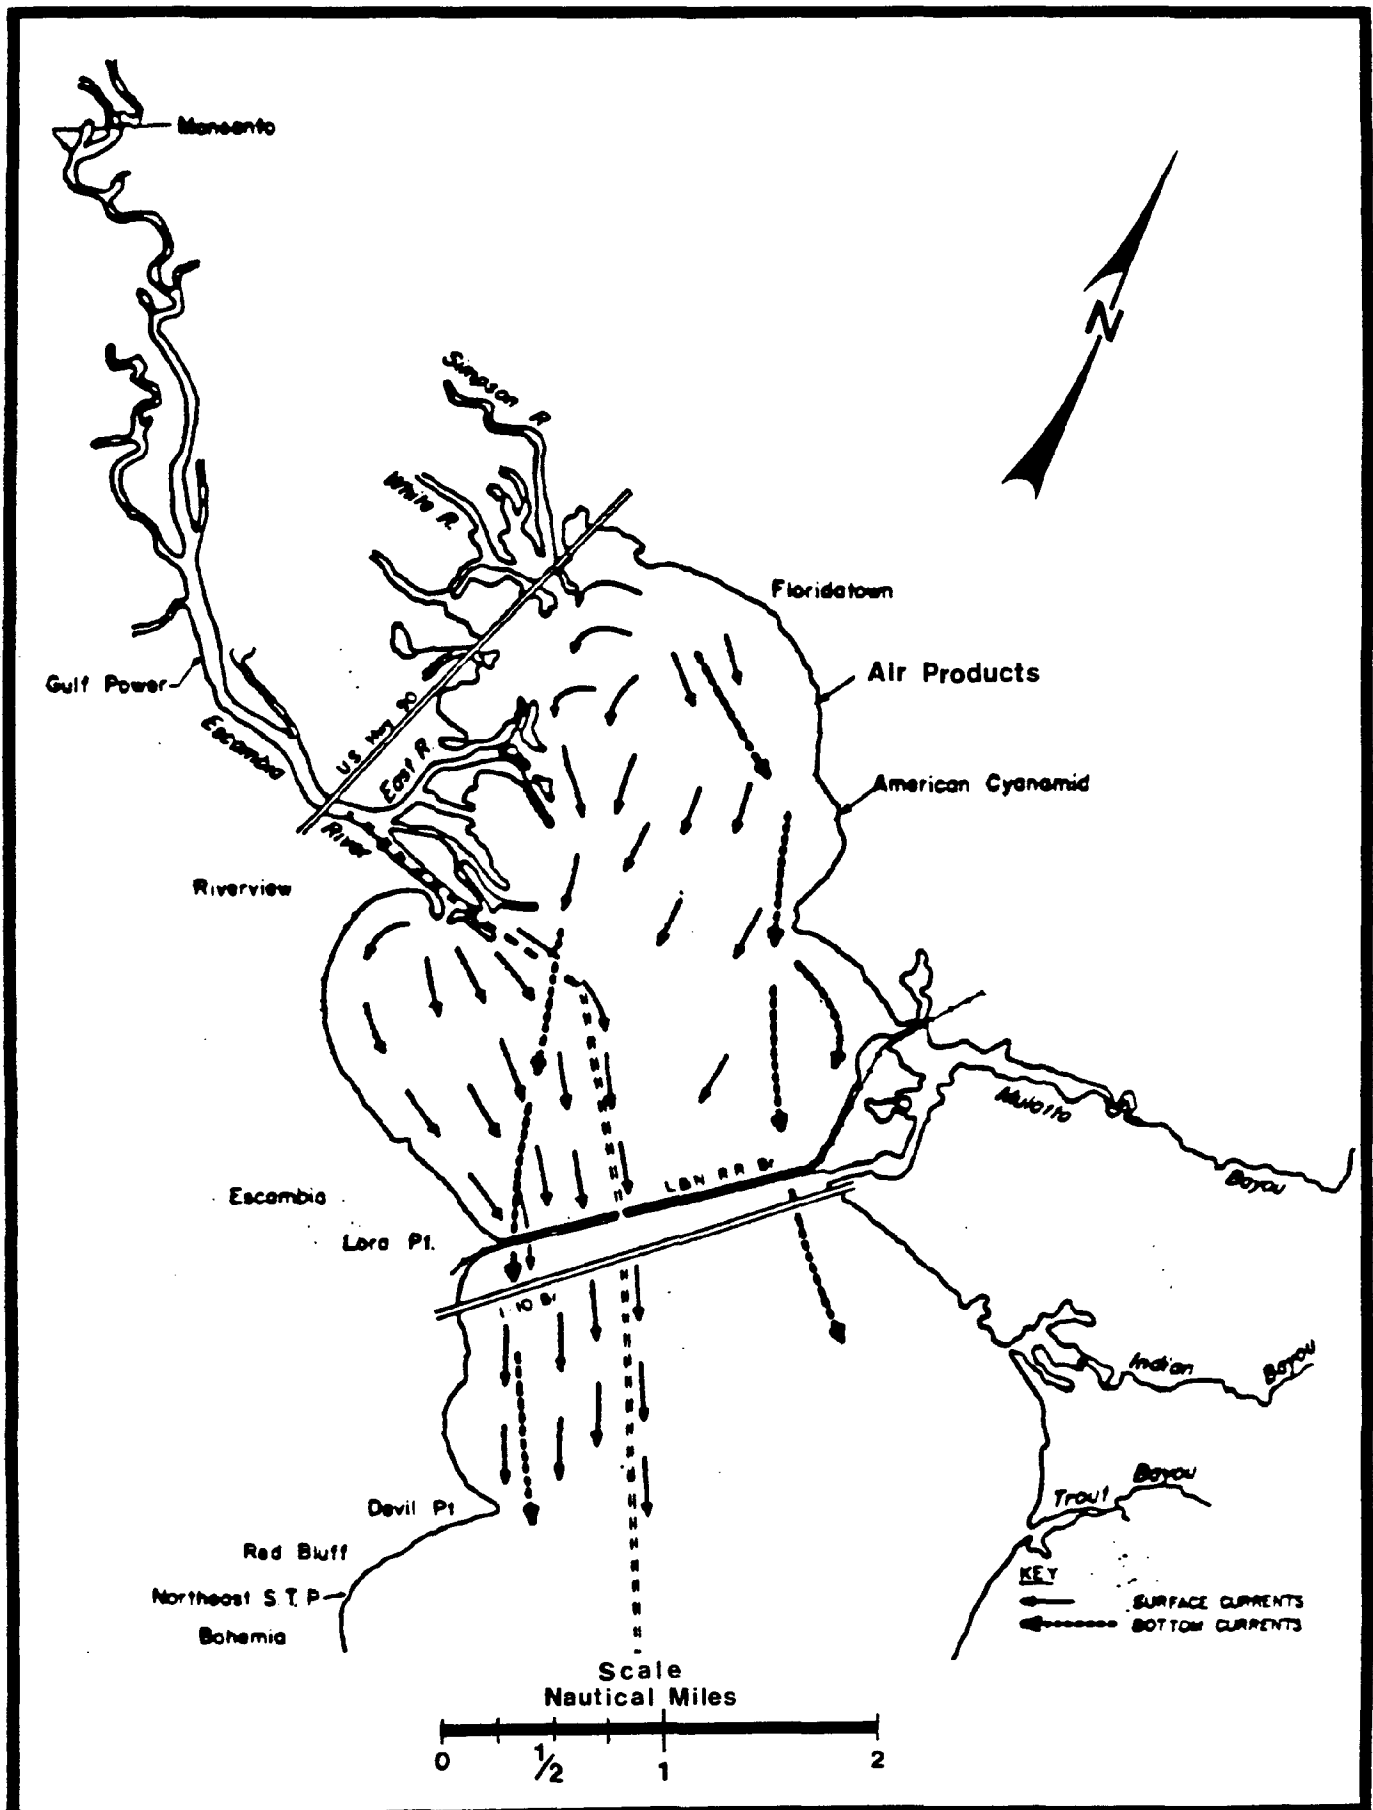 Monsanto
Simpson R.
White R.
Floridatown
Air Products
Gulf Power
Escambia
River
U.S. Hwy 90
East R.
American Cyanamid
Riverview
N
Mulatto
Bayou
L&N R R Br
Escambia
Lora Pt.
I-10 Br
Indian
Bayou
Devil Pt
Trout
Bayou
Red Bluff
Northeast S.T.P
Bohemia
KEY
SURFACE CURRENTS
BOTTOM CURRENTS
Scale
Nautical Miles
0 1/2 1 2